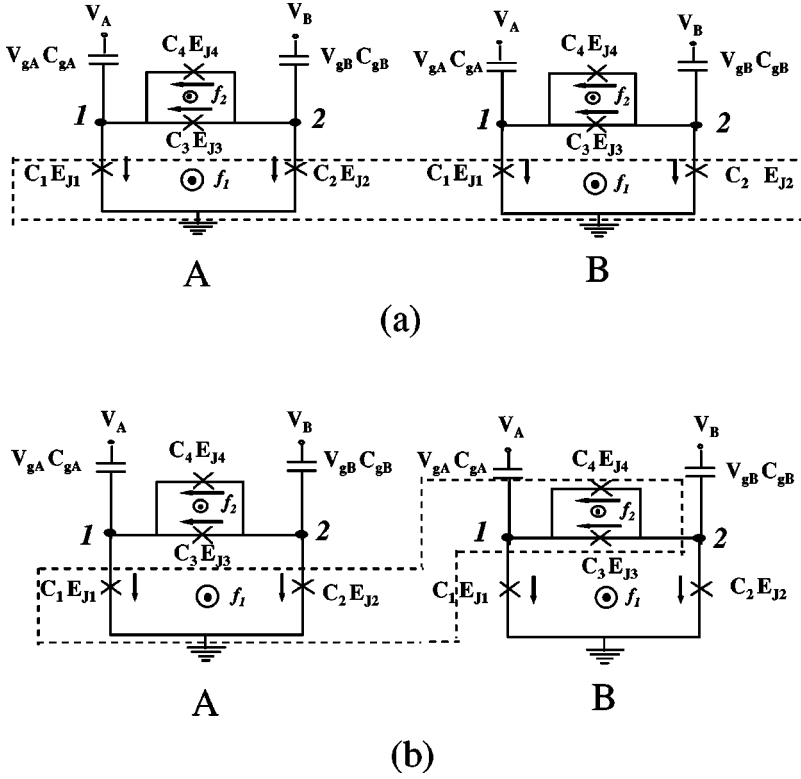 V_A V_B V_A V_B
V_gA C_gA C_4 E_J4 V_gB C_gB V_gA C_gA C_4 E_J4 V_gB C_gB
f_2 f_2
1 2 1 2
C_3 E_J3 C_3 E_J3
C_1 E_J1 f_1 C_2 E_J2 C_1 E_J1 f_1 C_2 E_J2
A B
(a)
V_A V_B V_A V_B
V_gA C_gA C_4 E_J4 V_gB C_gB V_gA C_gA C_4 E_J4 V_gB C_gB
f_2 f_2
1 2 1 2
C_3 E_J3 C_3 E_J3
C_1 E_J1 f_1 C_2 E_J2 C_1 E_J1 f_1 C_2 E_J2
A B
(b)